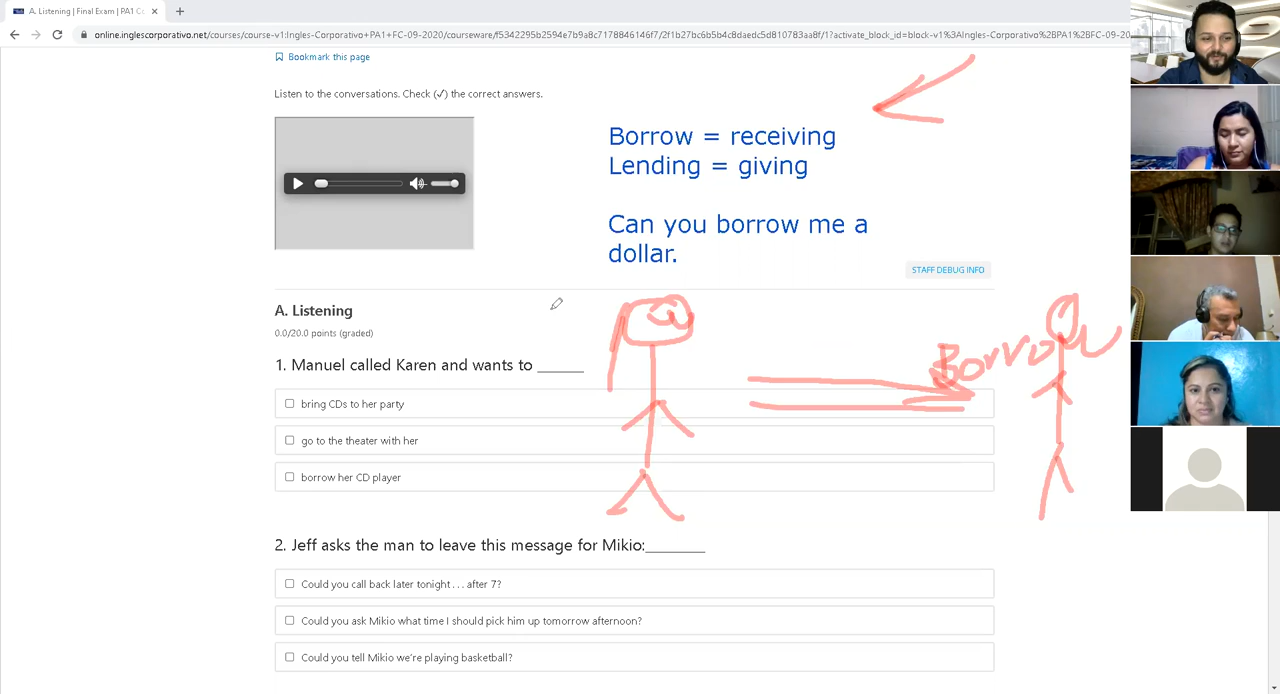 A. Listening | Final Exam | PA1 Co
online.inglescorporativo.net/courses/course-v1:Ingles-Corporativo+PA1+FC-09-2020/courseware/f5342295b2594e7b9a8c7178846146f7/2f1b27bc6b5b4c8daedc5d810783aa8f/1?activate_block_id=block-v1%3AIngles-Corporativo%2BPA1%2BFC-09-20
Bookmark this page
Listen to the conversations. Check (✓) the correct answers.
Borrow = receiving
Lending = giving
Can you borrow me a
dollar.
STAFF DEBUG INFO
A. Listening
0.0/20.0 points (graded)
1. Manuel called Karen and wants to ______
Borrow
bring CDs to her party
go to the theater with her
borrow her CD player
2. Jeff asks the man to leave this message for Mikio:________
Could you call back later tonight . . . after 7?
Could you ask Mikio what time I should pick him up tomorrow afternoon?
Could you tell Mikio we're playing basketball?